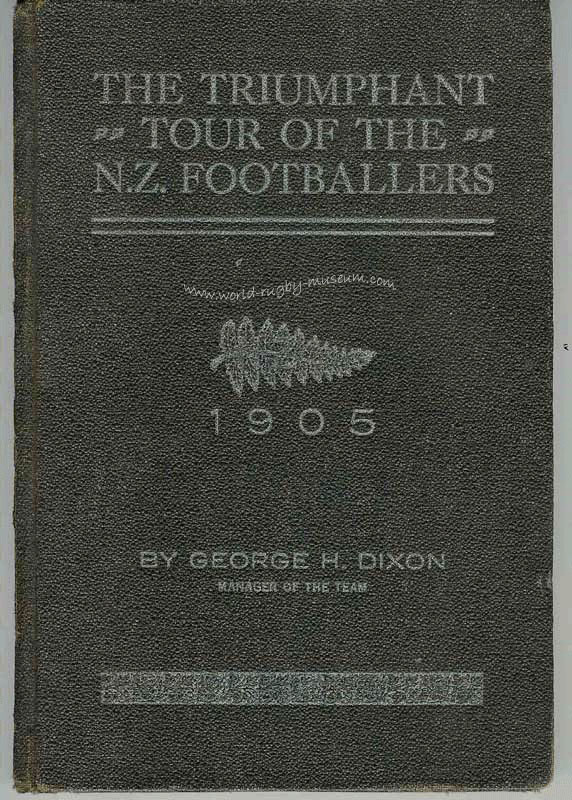 THE TRIUMPHANT
TOUR OF THE
N.Z. FOOTBALLERS
www.world-rugby-museum.com
1905
BY GEORGE H. DIXON
MANAGER OF THE TEAM